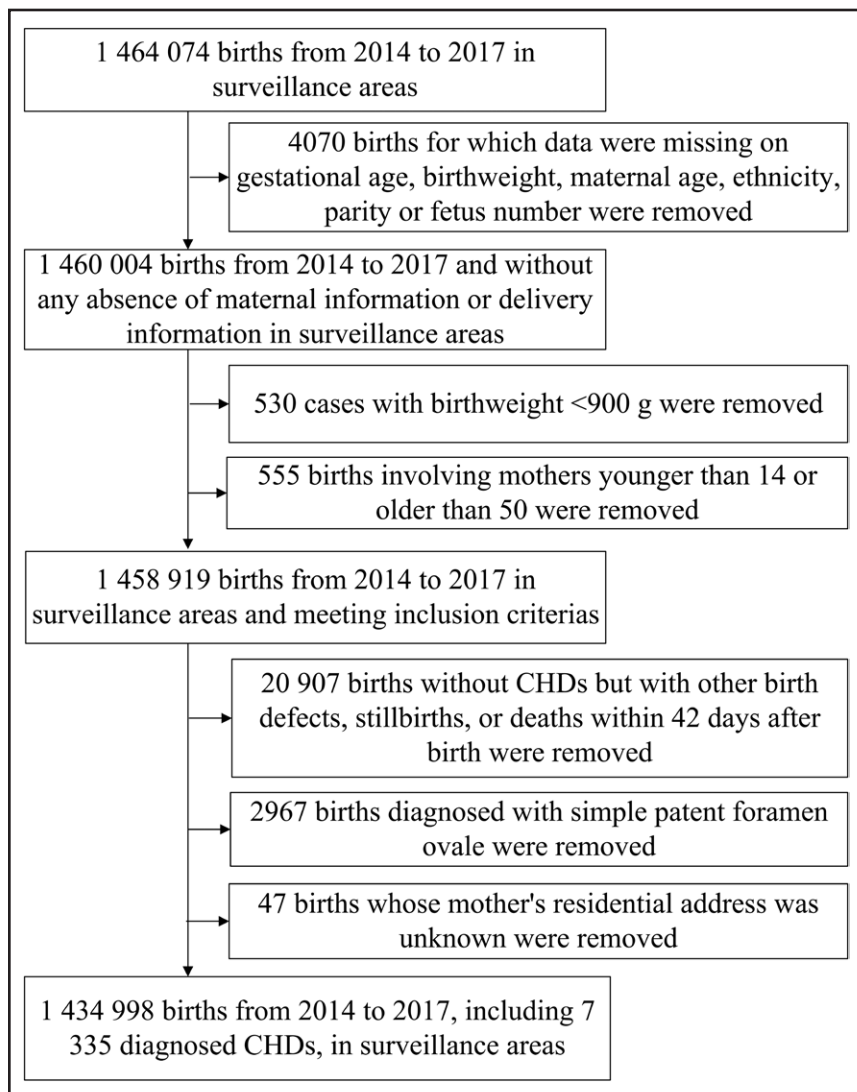 1 464 074 births from 2014 to 2017 in
surveillance areas
4070 births for which data were missing on
gestational age, birthweight, maternal age, ethnicity,
parity or fetus number were removed
1 460 004 births from 2014 to 2017 and without
any absence of maternal information or delivery
information in surveillance areas
530 cases with birthweight <900 g were removed
555 births involving mothers younger than 14 or
older than 50 were removed
1 458 919 births from 2014 to 2017 in
surveillance areas and meeting inclusion criterias
20 907 births without CHDs but with other birth
defects, stillbirths, or deaths within 42 days after
birth were removed
2967 births diagnosed with simple patent foramen
ovale were removed
47 births whose mother's residential address was
unknown were removed
1 434 998 births from 2014 to 2017, including 7
335 diagnosed CHDs, in surveillance areas